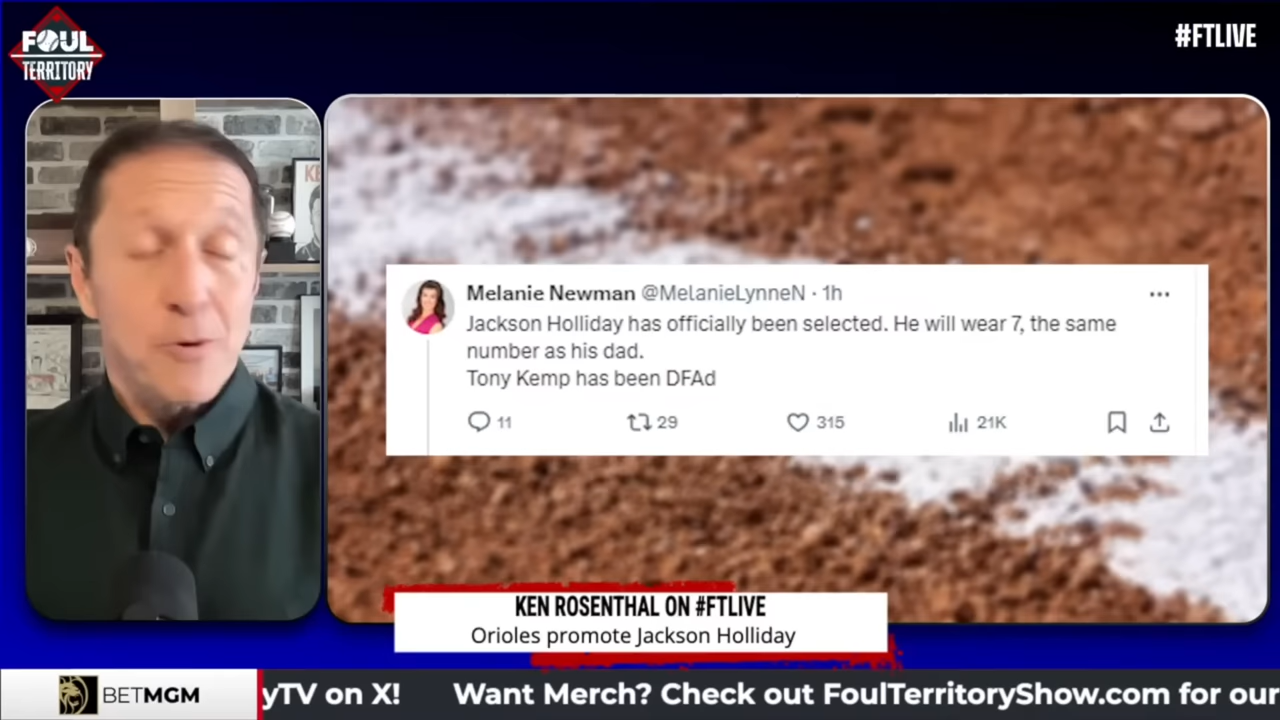 FOUL
TERRITORY
#FTLIVE
KE
Melanie Newman @MelanieLynneN · 1h
Jackson Holliday has officially been selected. He will wear 7, the same
number as his dad.
Tony Kemp has been DFAd
11 29 315 21K
KEN ROSENTHAL ON #FTLIVE
Orioles promote Jackson Holliday
BETMGM
yTV on X! Want Merch? Check out FoulTerritoryShow.com for our